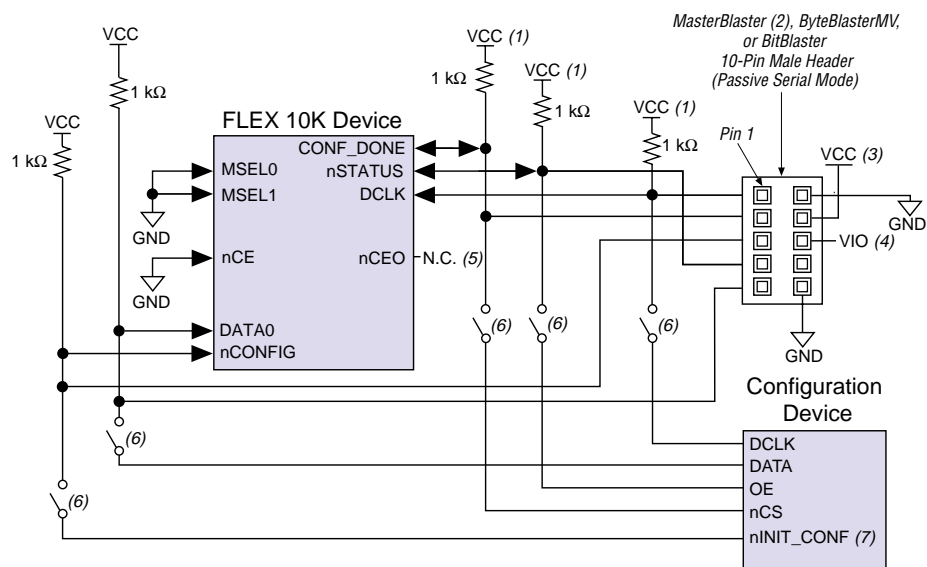 MasterBlaster (2), ByteBlasterMV,
or BitBlaster
10-Pin Male Header
(Passive Serial Mode)
VCC
VCC (1)
VCC (1)
VCC (1)
VCC
1 kΩ
1 kΩ
1 kΩ
1 kΩ
1 kΩ
Pin 1
VCC (3)
FLEX 10K Device
CONF_DONE
nSTATUS
DCLK
MSEL0
MSEL1
GND
GND
nCE
nCEO
N.C. (5)
VIO (4)
GND
GND
DATA0
nCONFIG
(6)
(6)
(6)
(6)
(6)
Configuration
Device
DCLK
DATA
OE
nCS
nINIT_CONF (7)